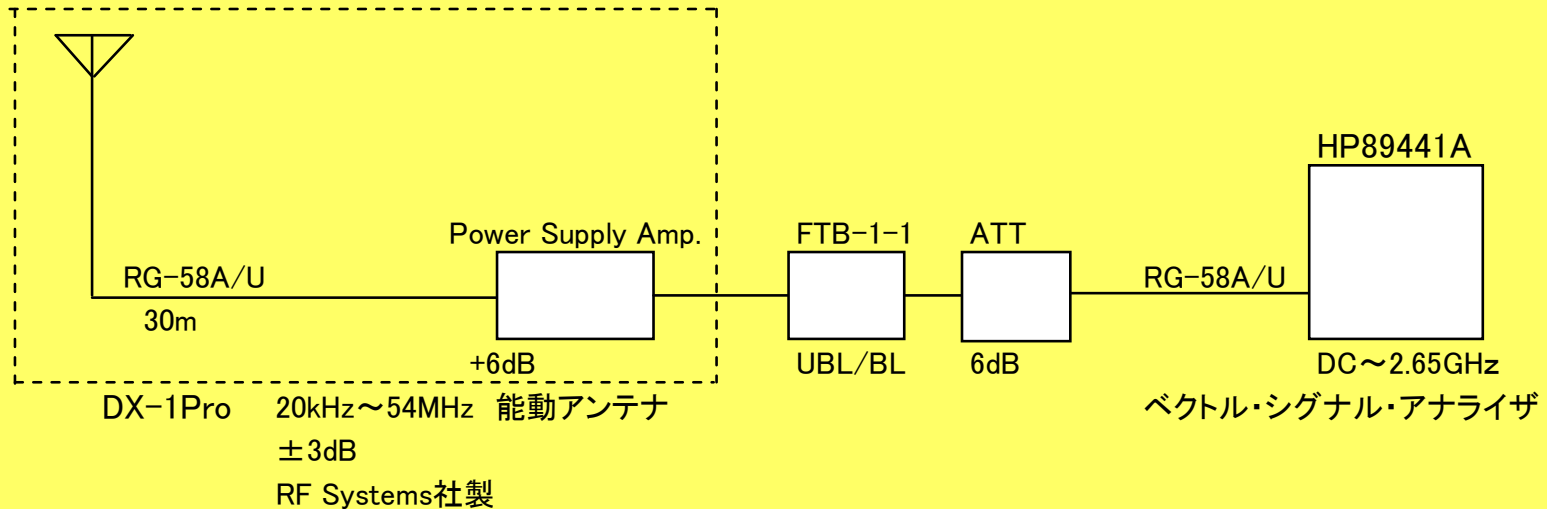 HP89441A
Power Supply Amp.
FTB-1-1
ATT
RG-58A/U
RG-58A/U
30m
+6dB
UBL/BL
6dB
DC～2.65GHz
DX-1Pro 20kHz～54MHz 能動アンテナ
ベクトル・シグナル・アナライザ
±3dB
RF Systems社製